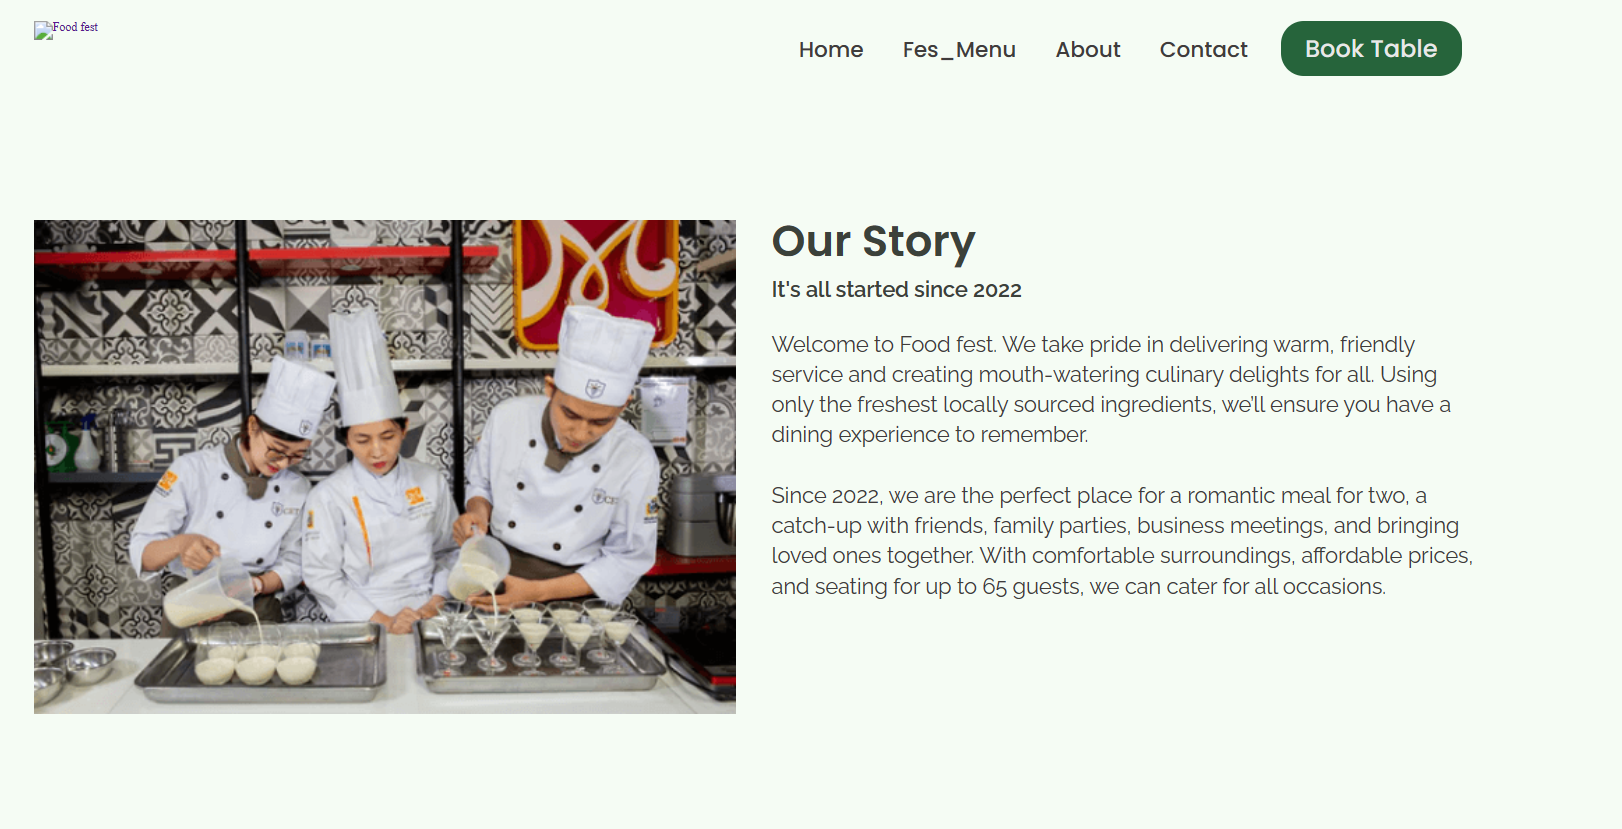 Food fest
Home Fes_Menu About Contact Book Table
Our Story
It's all started since 2022
Welcome to Food fest. We take pride in delivering warm, friendly
service and creating mouth-watering culinary delights for all. Using
only the freshest locally sourced ingredients, we’ll ensure you have a
dining experience to remember.
Since 2022, we are the perfect place for a romantic meal for two, a
catch-up with friends, family parties, business meetings, and bringing
loved ones together. With comfortable surroundings, affordable prices,
and seating for up to 65 guests, we can cater for all occasions.